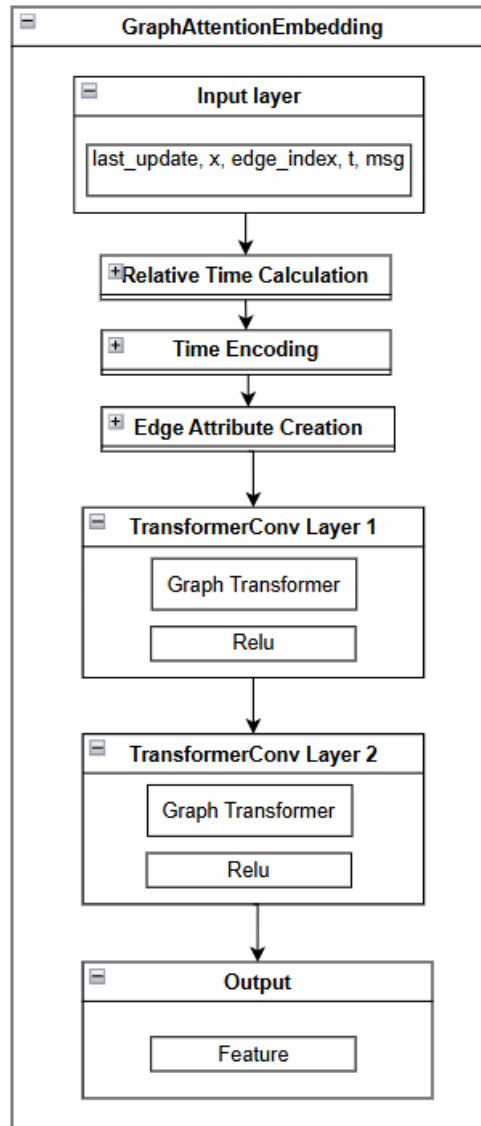 GraphAttentionEmbedding
Input layer
last_update, x, edge_index, t, msg
Relative Time Calculation
Time Encoding
Edge Attribute Creation
TransformerConv Layer 1
Graph Transformer
Relu
TransformerConv Layer 2
Graph Transformer
Relu
Output
Feature